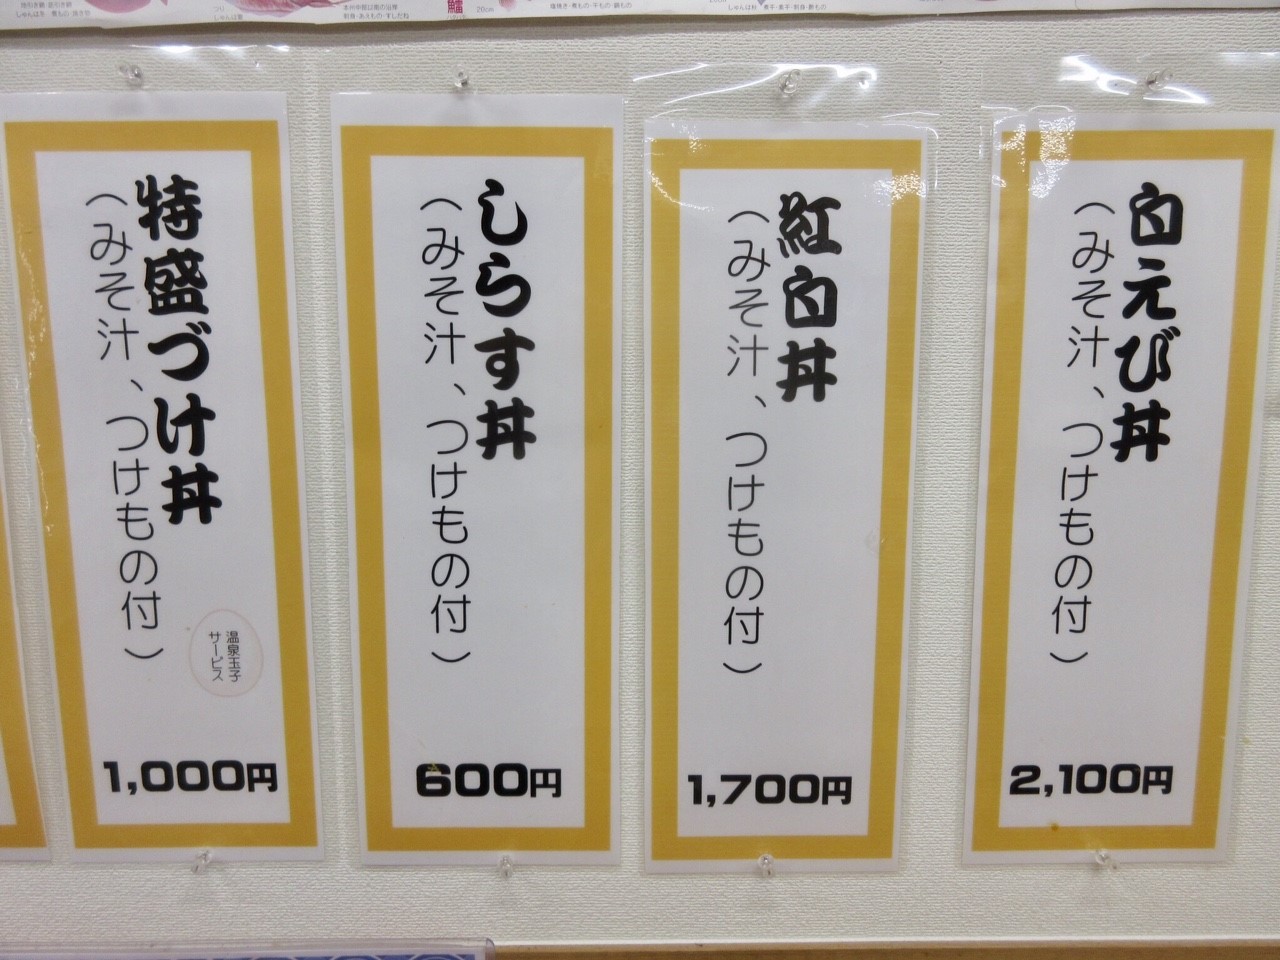 白えび丼
（みそ汁、つけもの付）
2,100円
紅白丼
（みそ汁、つけもの付）
1,700円
しらす丼
（みそ汁、つけもの付）
600円
特盛づけ丼
（みそ汁、つけもの付）
温泉玉子
サービス
1,000円
20cm